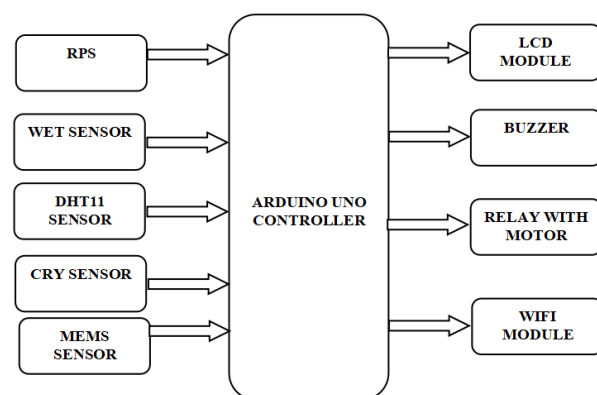 RPS
WET SENSOR
DHT11
SENSOR
CRY SENSOR
MEMS
SENSOR
ARDUINO UNO
CONTROLLER
LCD
MODULE
BUZZER
RELAY WITH
MOTOR
WIFI
MODULE